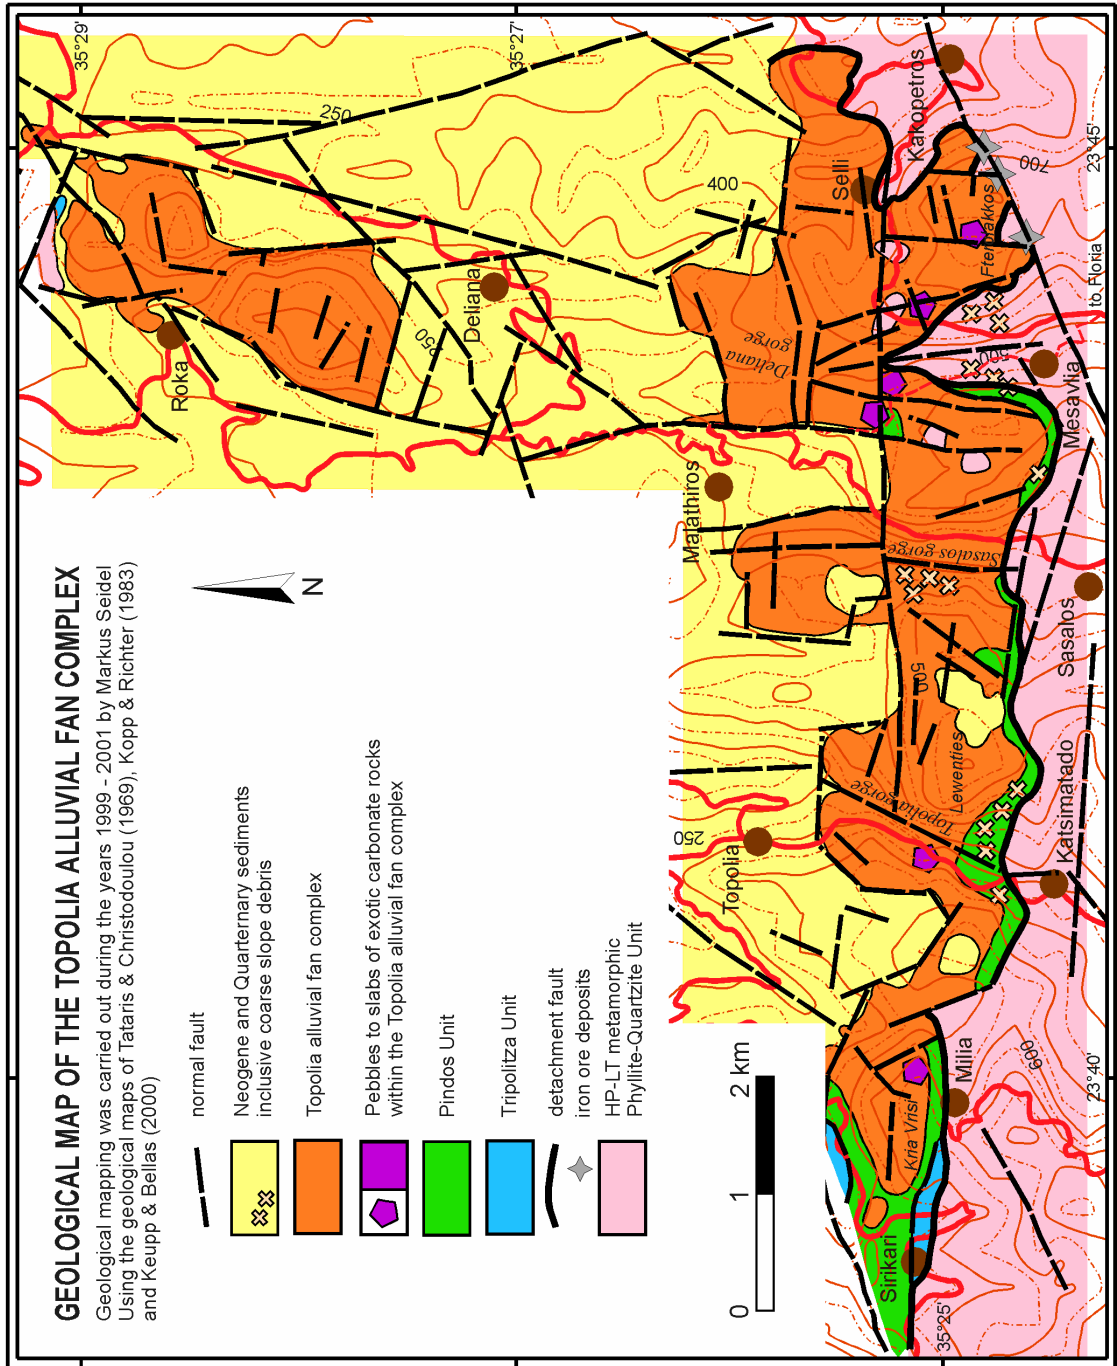 GEOLOGICAL MAP OF THE TOPOLIA ALLUVIAL FAN COMPLEX
Geological mapping was carried out during the years 1999 - 2001 by Markus Seidel
Using the geological maps of Tataris & Christodoulou (1969), Kopp & Richter (1983)
and Keupp & Bellas (2000)
N
normal fault
Neogene and Quarternary sediments
inclusive coarse slope debris
Topolia alluvial fan complex
Pebbles to slabs of exotic carbonate rocks
within the Topolia alluvial fan complex
Pindos Unit
Tripolitza Unit
detachment fault
iron ore deposits
HP-LT metamorphic
Phyllite-Quartzite Unit
0
1
2 km
35°29'
35°27'
35°25'
23°45'
23°40'
250
Roka
Deliana
250
400
Kakopetros
Selli
700
Fteroiakkos
to Floria
Deliana
gorge
500
Mesavlia
Malathiros
Sasalos gorge
Sasalos
500
Lewenties
Topolia gorge
Katsimatado
250
Topolia
Milia
600
Kria Vrisi
Sirikari